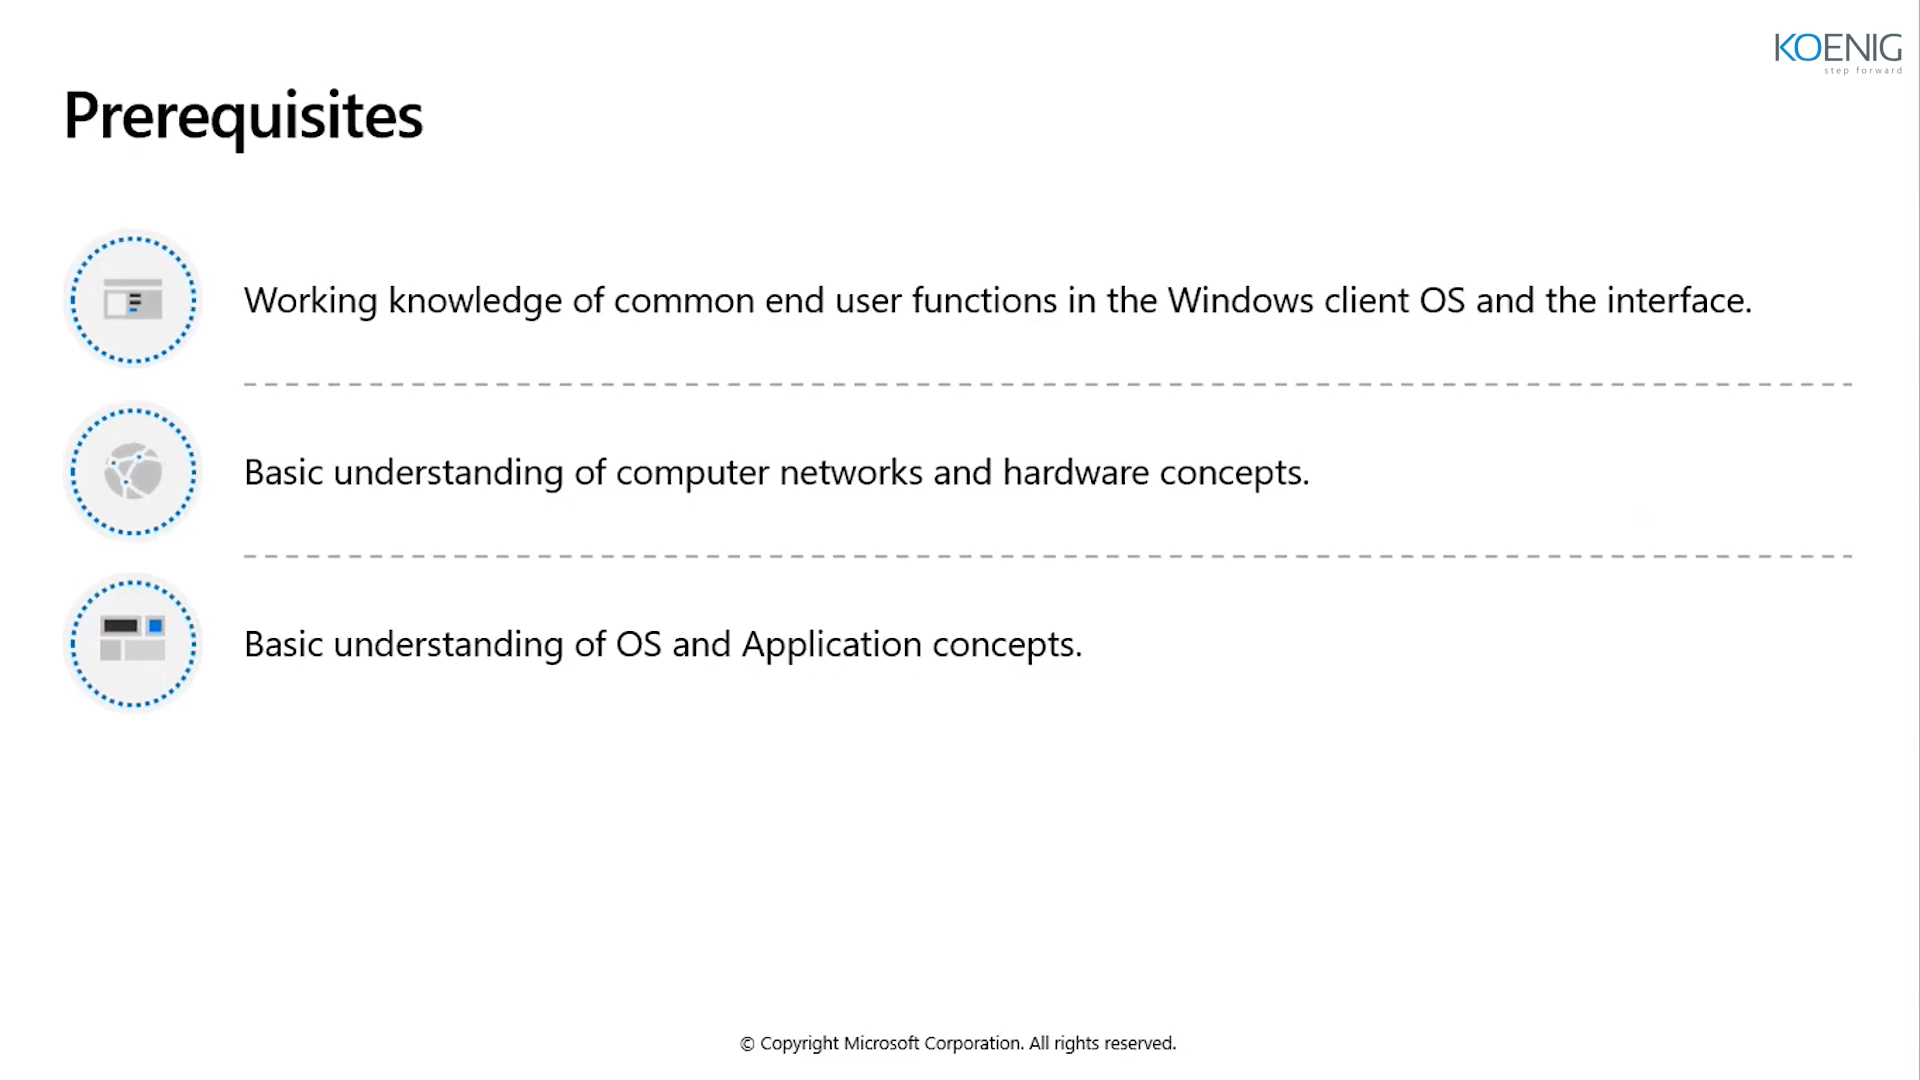 KOENIG
step forward
Prerequisites
Working knowledge of common end user functions in the Windows client OS and the interface.
Basic understanding of computer networks and hardware concepts.
Basic understanding of OS and Application concepts.
© Copyright Microsoft Corporation. All rights reserved.